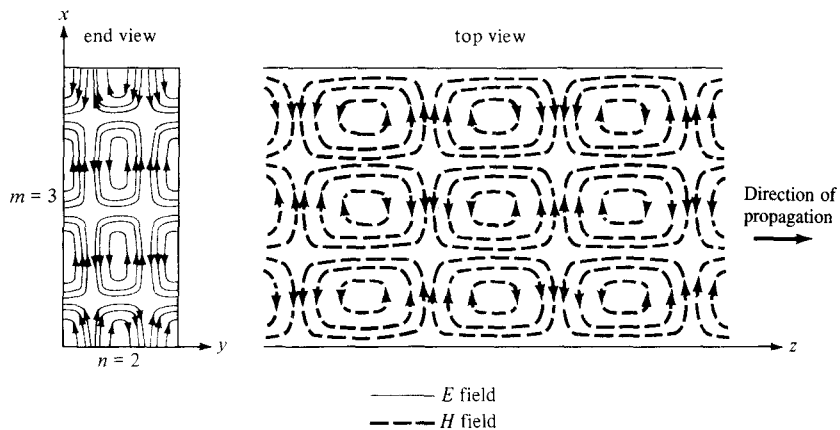 x
end view
top view
m = 3
Direction of
propagation
n = 2
y
z
E field
H field